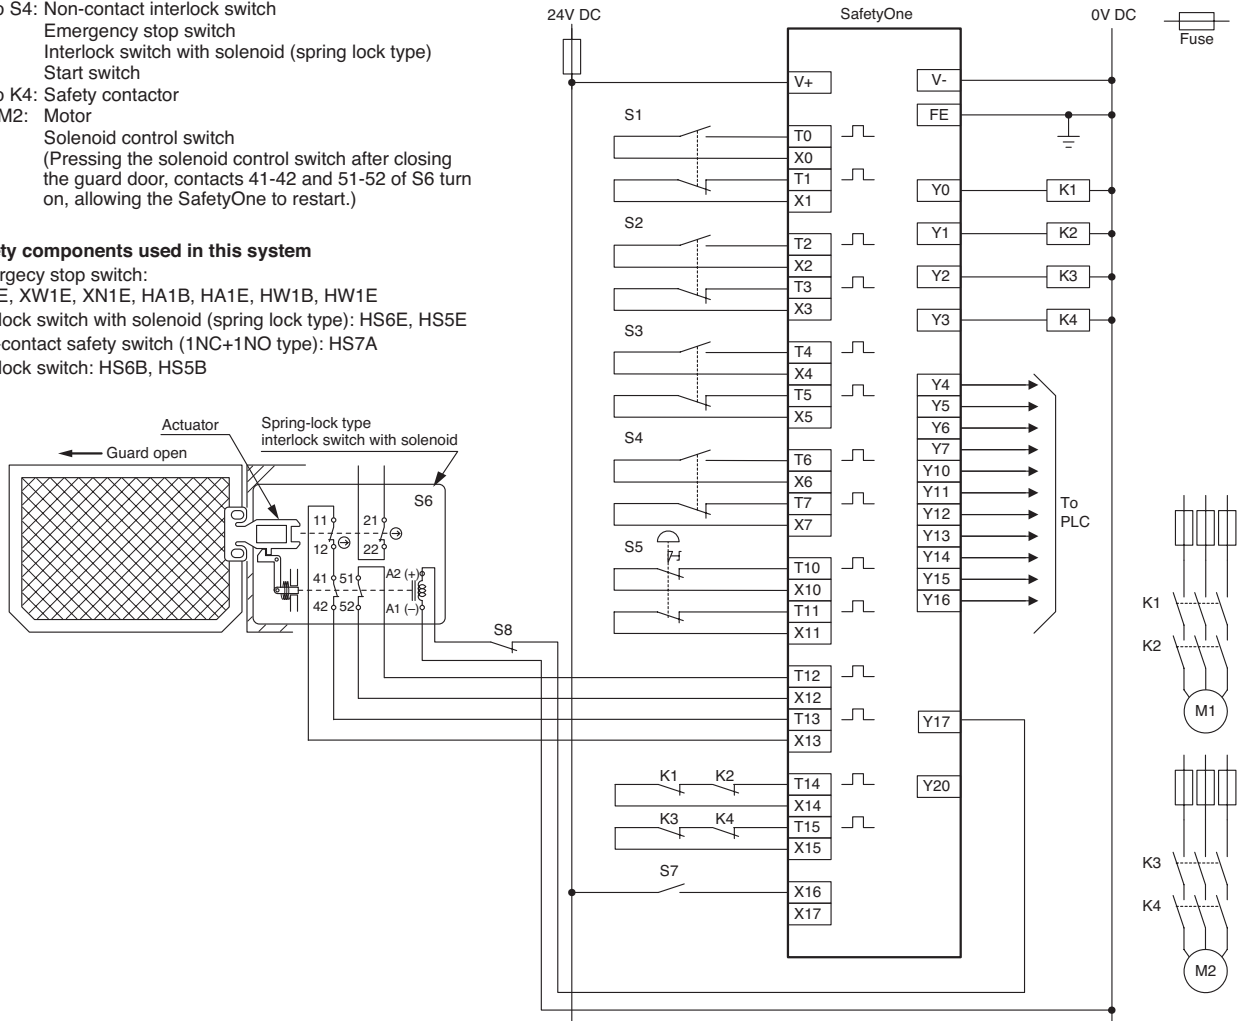 o S4: Non-contact interlock switch
Emergency stop switch
Interlock switch with solenoid (spring lock type)
Start switch
o K4: Safety contactor
M2: Motor
Solenoid control switch
(Pressing the solenoid control switch after closing
the guard door, contacts 41-42 and 51-52 of S6 turn
on, allowing the SafetyOne to restart.)
ty components used in this system
ergecy stop switch:
E, XW1E, XN1E, HA1B, HA1E, HW1B, HW1E
lock switch with solenoid (spring lock type): HS6E, HS5E
-contact safety switch (1NC+1NO type): HS7A
lock switch: HS6B, HS5B
Actuator
Spring-lock type
interlock switch with solenoid
Guard open
S6
11
21
12
22
41
51
A2 (+)
42
52
A1 (–)
S8
24V DC
SafetyOne
0V DC
Fuse
V+
V-
FE
S1
T0
X0
T1
X1
Y0
K1
S2
T2
X2
T3
X3
Y1
K2
Y2
K3
S3
T4
X4
T5
X5
Y3
K4
Y4
Y5
Y6
Y7
Y10
Y11
Y12
Y13
Y14
Y15
Y16
To
PLC
S4
T6
X6
T7
X7
S5
T10
X10
T11
X11
T12
X12
T13
X13
Y17
K1
K2
T14
X14
Y20
K3
K4
T15
X15
S7
X16
X17
K1
K2
M1
K3
K4
M2